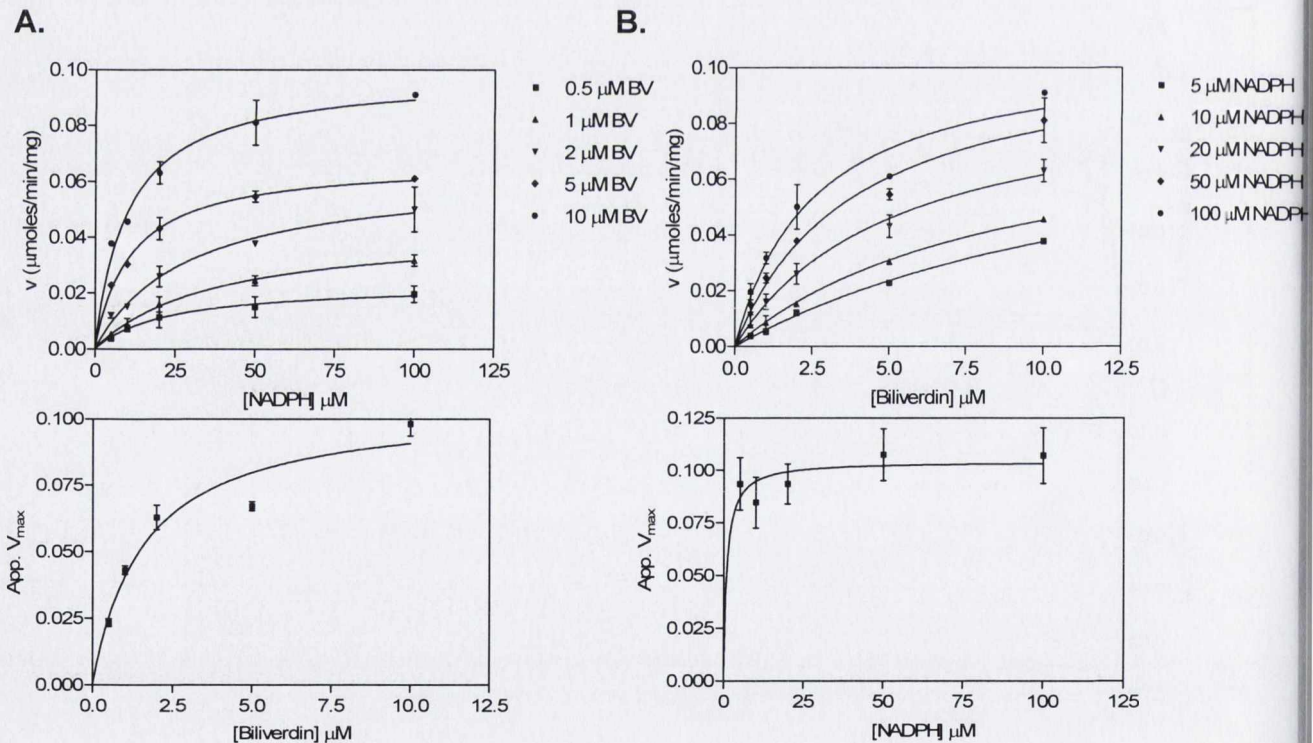 A.
0.10
0.08
0.06
0.04
0.02
0.00
v (µmoles/min/mg)
0
25
50
75
100
125
[NADPH] µM
0.5 µM BV
1 µM BV
2 µM BV
5 µM BV
10 µM BV
B.
0.10
0.08
0.06
0.04
0.02
0.00
v (µmoles/min/mg)
0.0
2.5
5.0
7.5
10.0
12.5
[Biliverdin] µM
5 µM NADPH
10 µM NADPH
20 µM NADPH
50 µM NADPH
100 µM NADPH
0.100
0.075
0.050
0.025
0.000
App. Vmax
0.0
2.5
5.0
7.5
10.0
12.5
[Biliverdin] µM
0.125
0.100
0.075
0.050
0.025
0.000
App. Vmax
0
25
50
75
100
125
[NADPH] µM